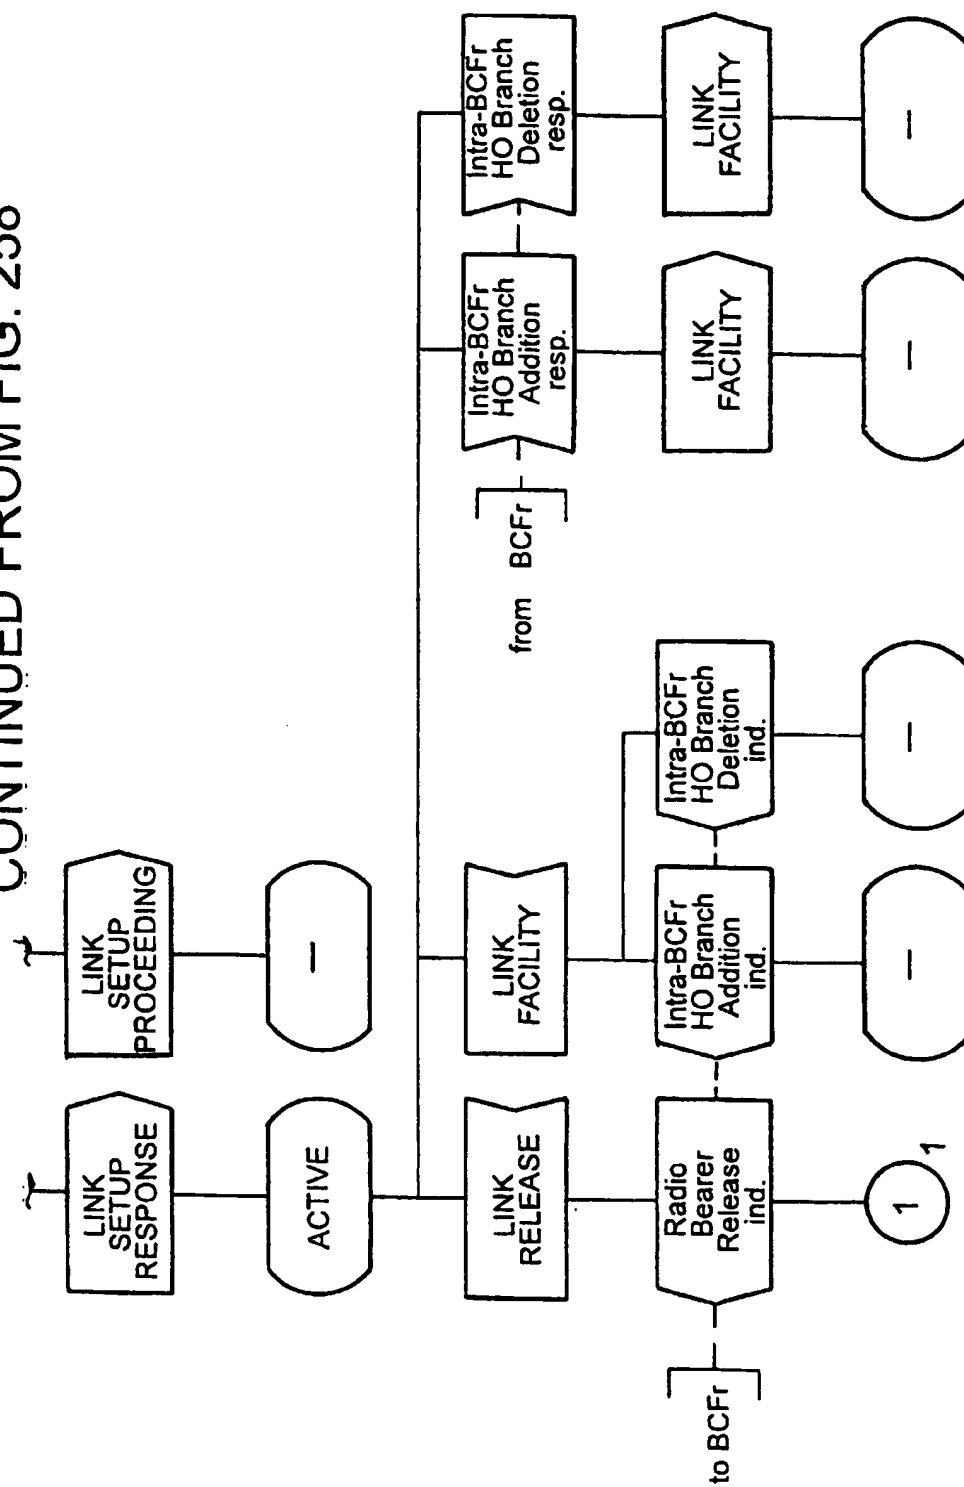 CONTINUED FROM FIG. 258
LINK
SETUP
RESPONSE
LINK
SETUP
PROCEEDING
ACTIVE
–
LINK
RELEASE
LINK
FACILITY
from BCFr
Intra-BCFr
HO Branch
Addition
resp.
Intra-BCFr
HO Branch
Deletion
resp.
to BCFr
Radio
Bearer
Release
ind.
Intra-BCFr
HO Branch
Addition
ind.
Intra-BCFr
HO Branch
Deletion
ind.
LINK
FACILITY
LINK
FACILITY
1
1
–
–
–
–